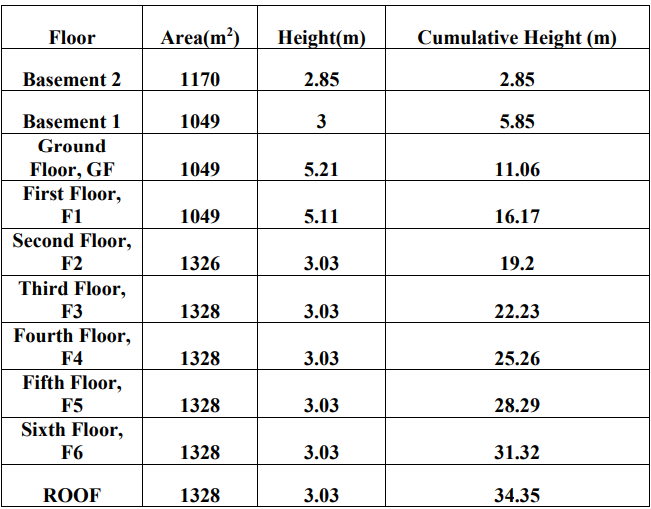 Floor Area(m²) Height(m) Cumulative Height (m)
Basement 2 1170 2.85 2.85
Basement 1 1049 3 5.85
Ground
Floor, GF 1049 5.21 11.06
First Floor,
F1 1049 5.11 16.17
Second Floor,
F2 1326 3.03 19.2
Third Floor,
F3 1328 3.03 22.23
Fourth Floor,
F4 1328 3.03 25.26
Fifth Floor,
F5 1328 3.03 28.29
Sixth Floor,
F6 1328 3.03 31.32
ROOF 1328 3.03 34.35